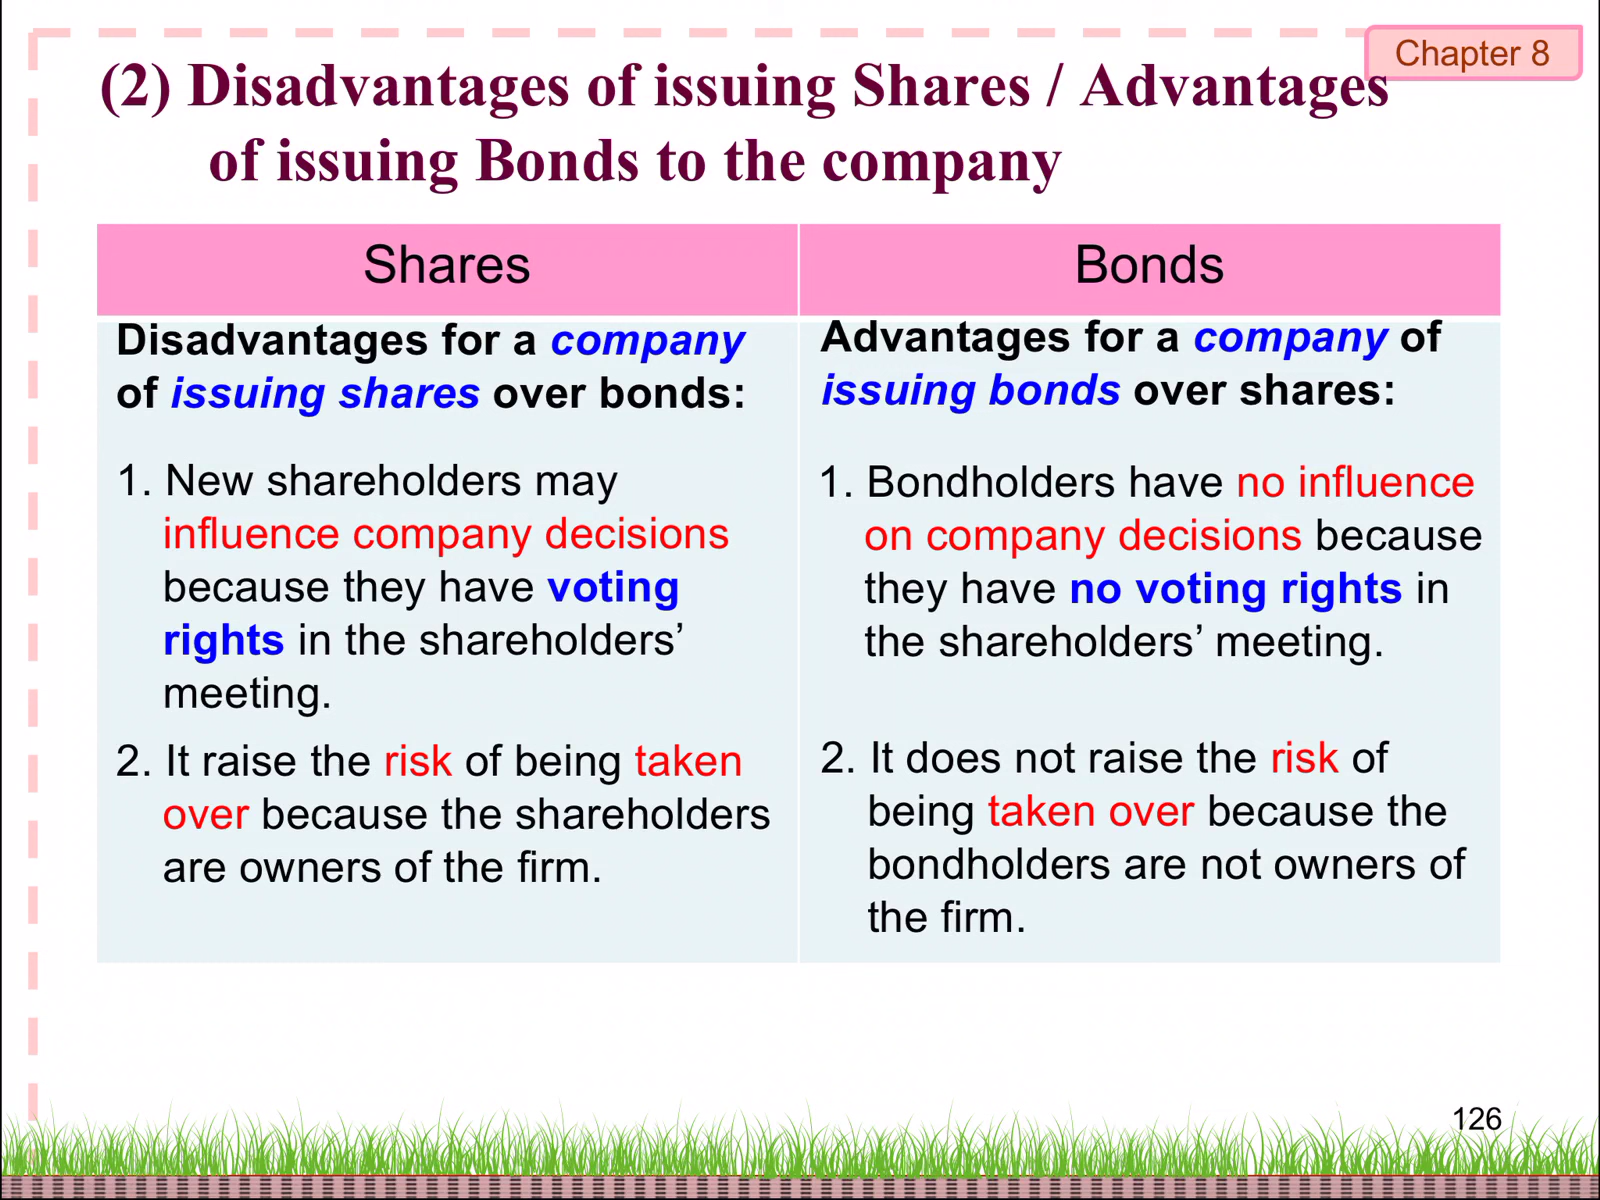 Chapter 8
(2) Disadvantages of issuing Shares / Advantages
of issuing Bonds to the company
Shares
Disadvantages for a company
of issuing shares over bonds:
1. New shareholders may
influence company decisions
because they have voting
rights in the shareholders’
meeting.
2. It raise the risk of being taken
over because the shareholders
are owners of the firm.
Bonds
Advantages for a company of
issuing bonds over shares:
1. Bondholders have no influence
on company decisions because
they have no voting rights in
the shareholders’ meeting.
2. It does not raise the risk of
being taken over because the
bondholders are not owners of
the firm.
126